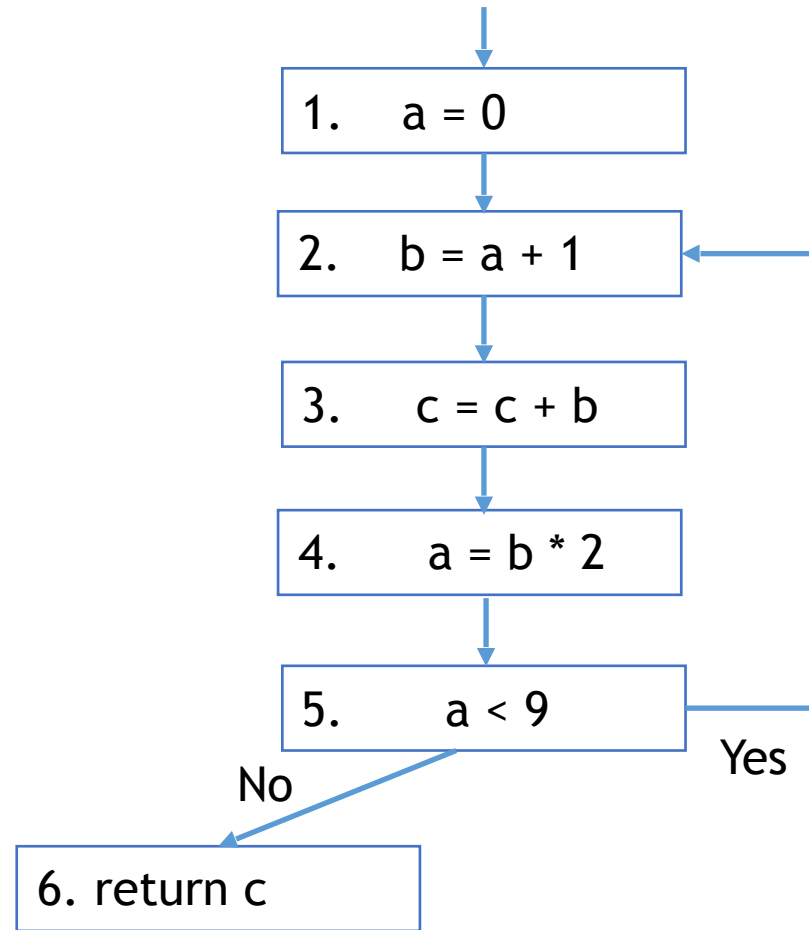 1. a = 0
2. b = a + 1
3. c = c + b
4. a = b * 2
5. a < 9
Yes
No
6. return c